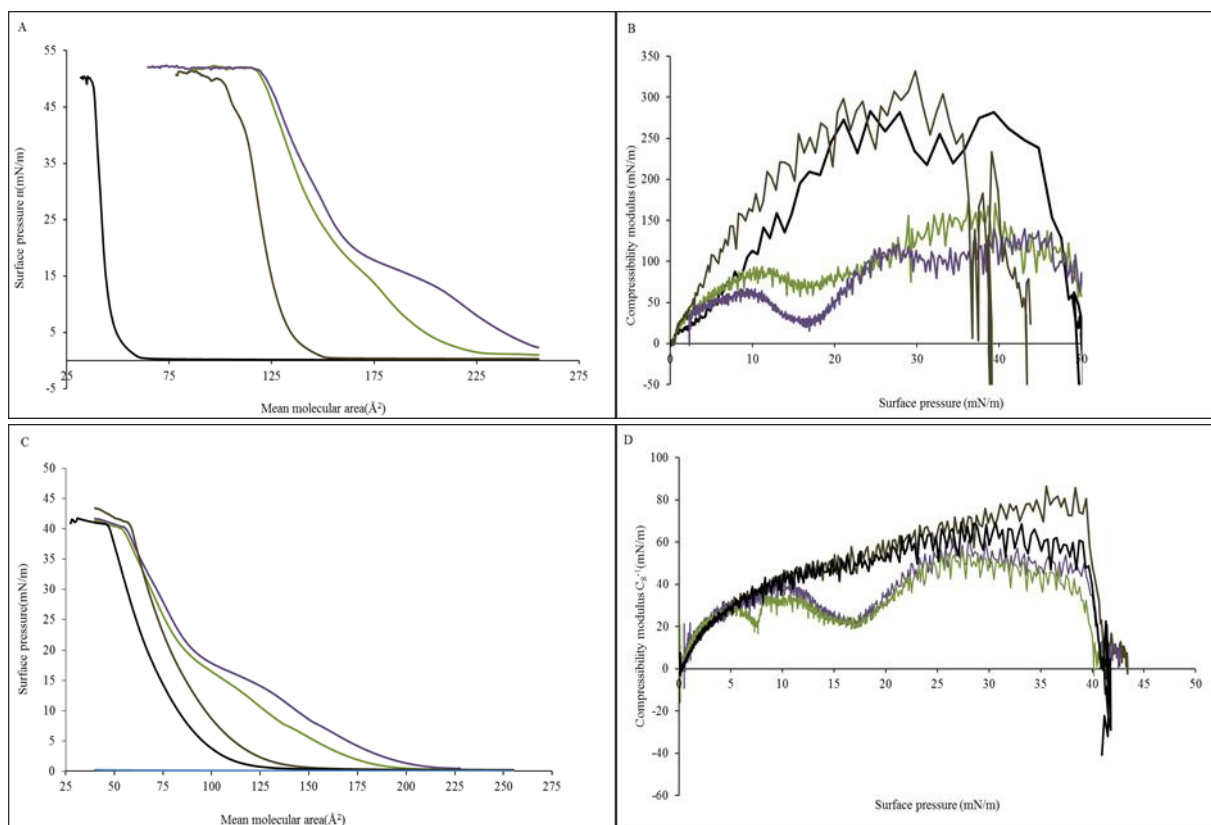 A
Surface pressure π(mN/m)
55
45
35
25
15
5
-5
25 75 125 175 225 275
Mean molecular area(Å²)
B
Compressibility modulus (mN/m)
350
300
250
200
150
100
50
0
-50
0 10 20 30 40 50
Surface pressure (mN/m)
C
Surface pressure(mN/m)
50
45
40
35
30
25
20
15
10
5
0
25 50 75 100 125 150 175 200 225 250 275
Mean molecular area(Å²)
D
Compressibility modulus Cs⁻¹ (mN/m)
100
80
60
40
20
0
-20
-40
-60
0 5 10 15 20 25 30 35 40 45 50
Surface pressure (mN/m)